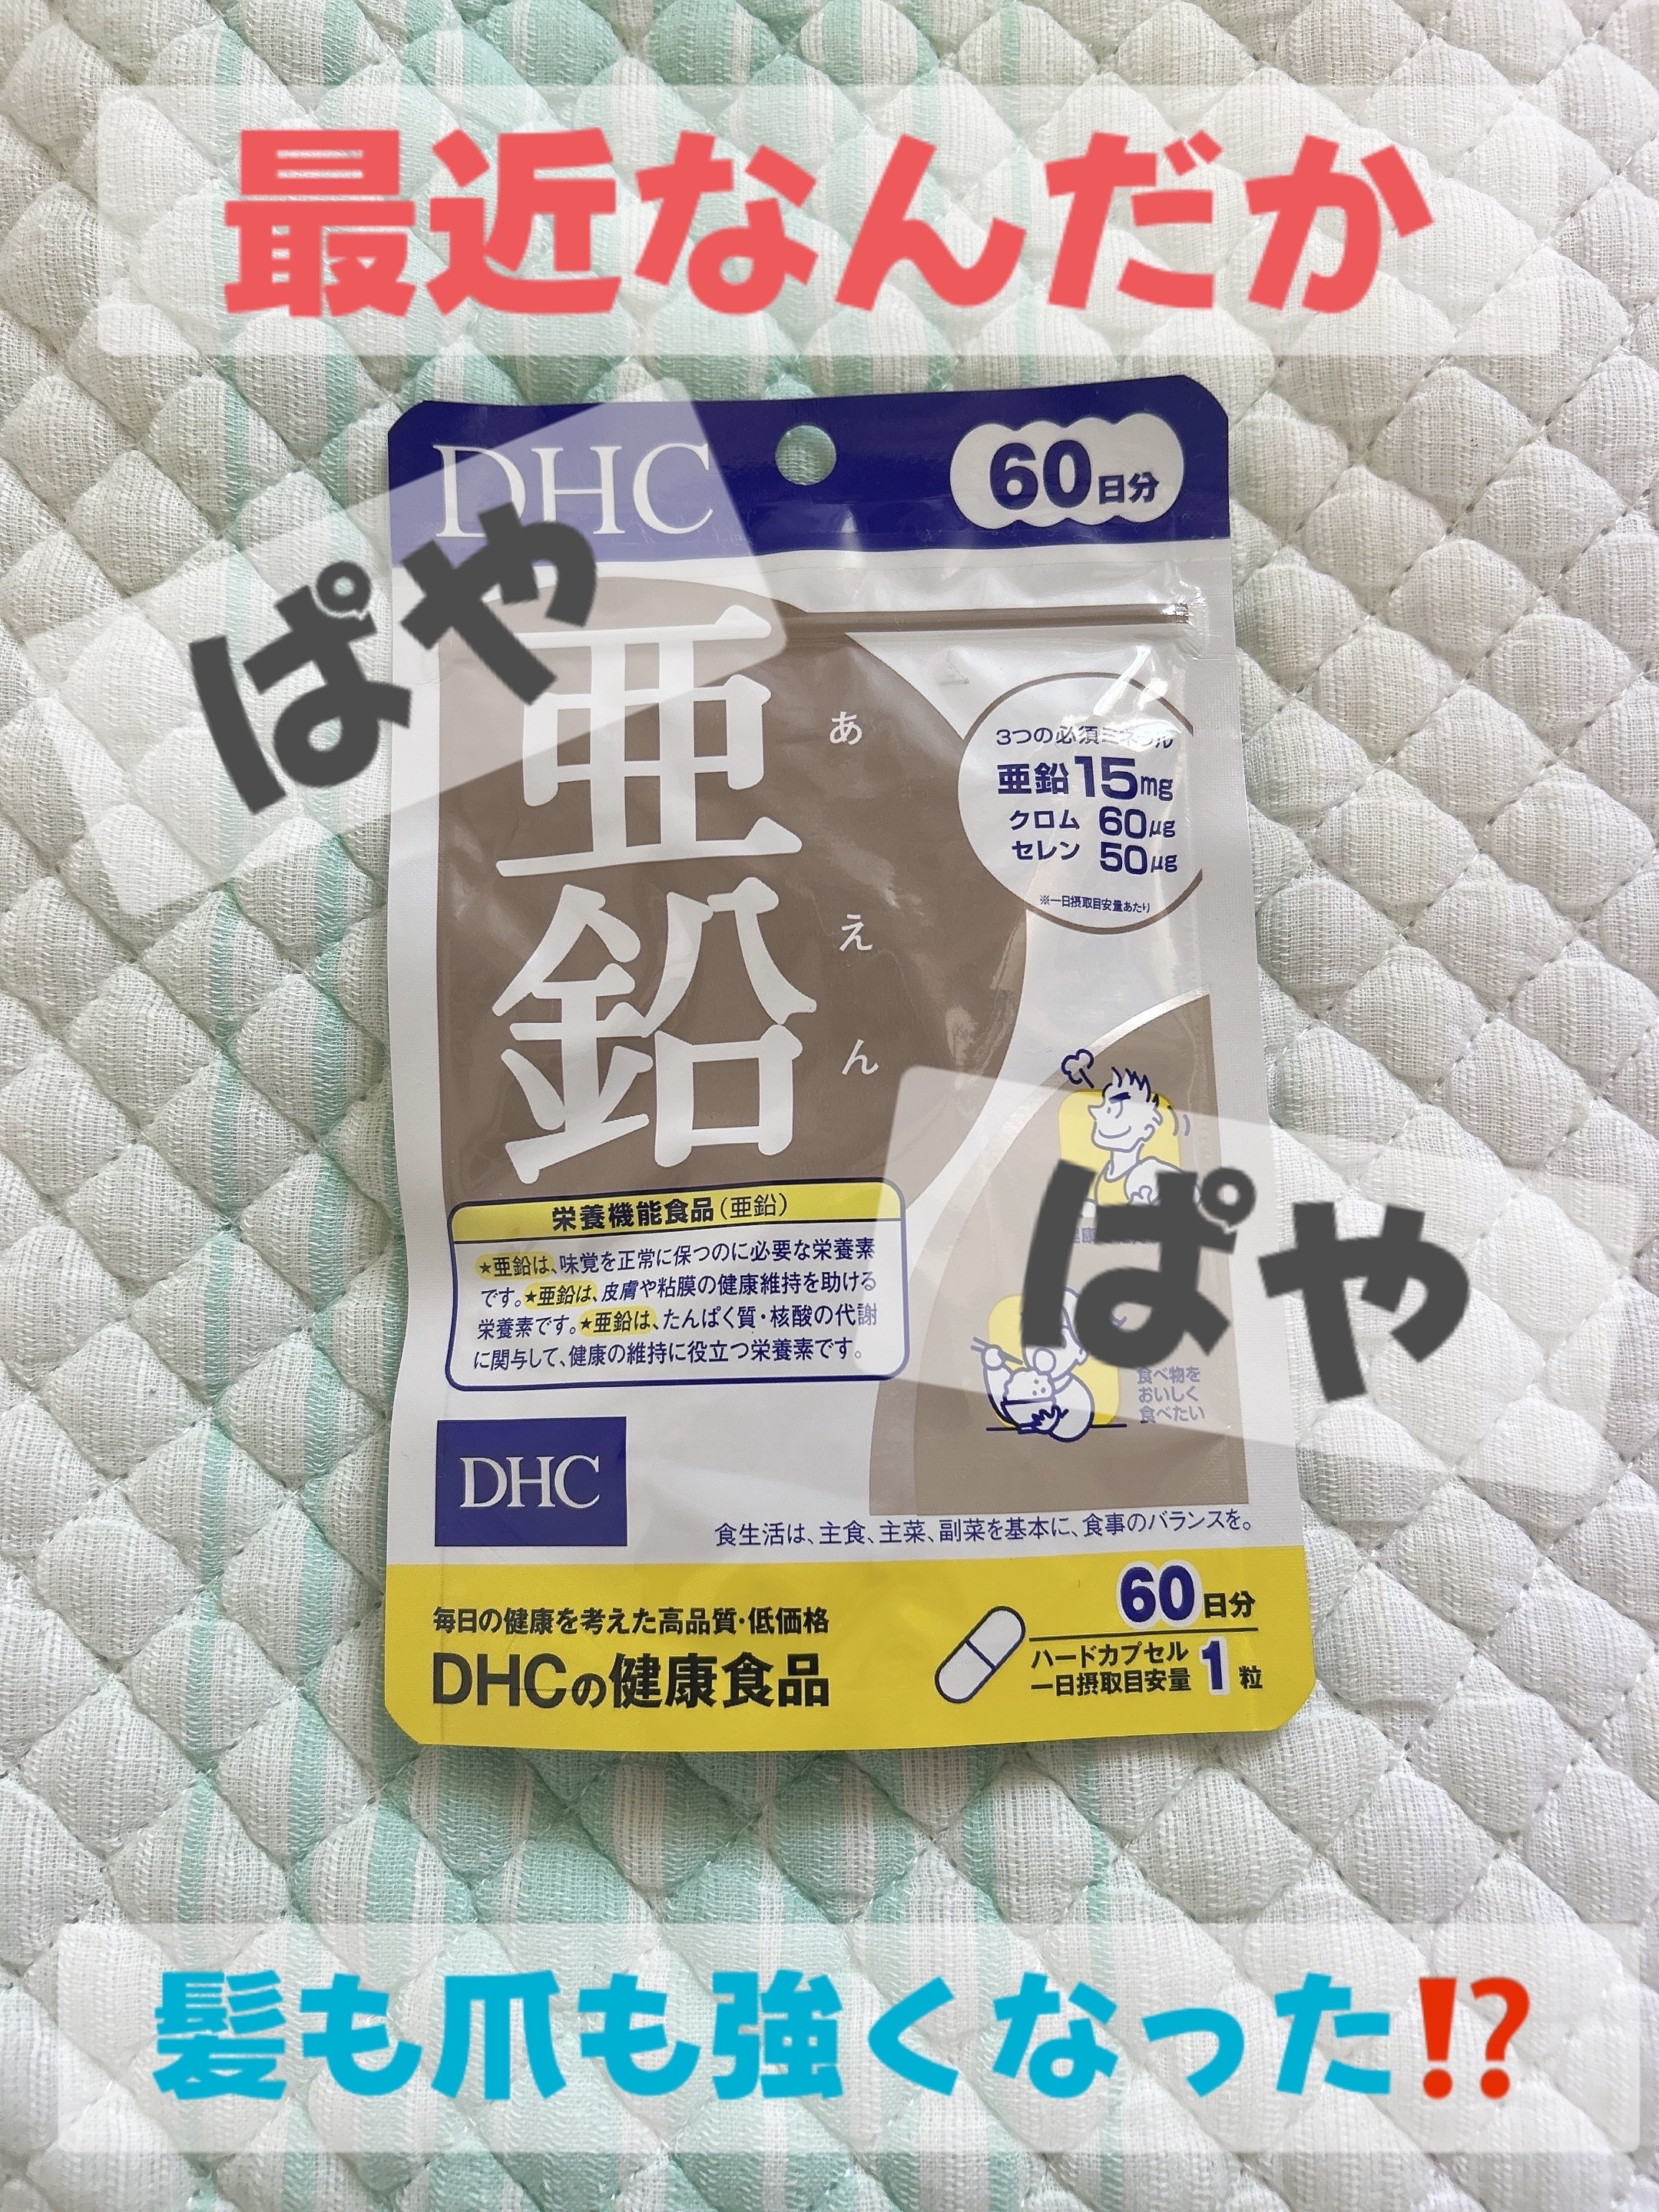 最近なんだか
DHC
60日分
ぱや
亜鉛
あえん
3つの必須ミネラル
亜鉛15mg
クロム 60μg
セレン 50μg
※一日摂取目安量あたり
ぱや
栄養機能食品(亜鉛)
★亜鉛は、味覚を正常に保つのに必要な栄養素
です。★亜鉛は、皮膚や粘膜の健康維持を助ける
栄養素です。★亜鉛は、たんぱく質・核酸の代謝
に関与して、健康の維持に役立つ栄養素です。
食べ物を
おいしく
食べたい
DHC
食生活は、主食、主菜、副菜を基本に、食事のバランスを。
毎日の健康を考えた高品質・低価格
DHCの健康食品
60日分
ハードカプセル
一日摂取目安量 1粒
髪も爪も強くなった⁉